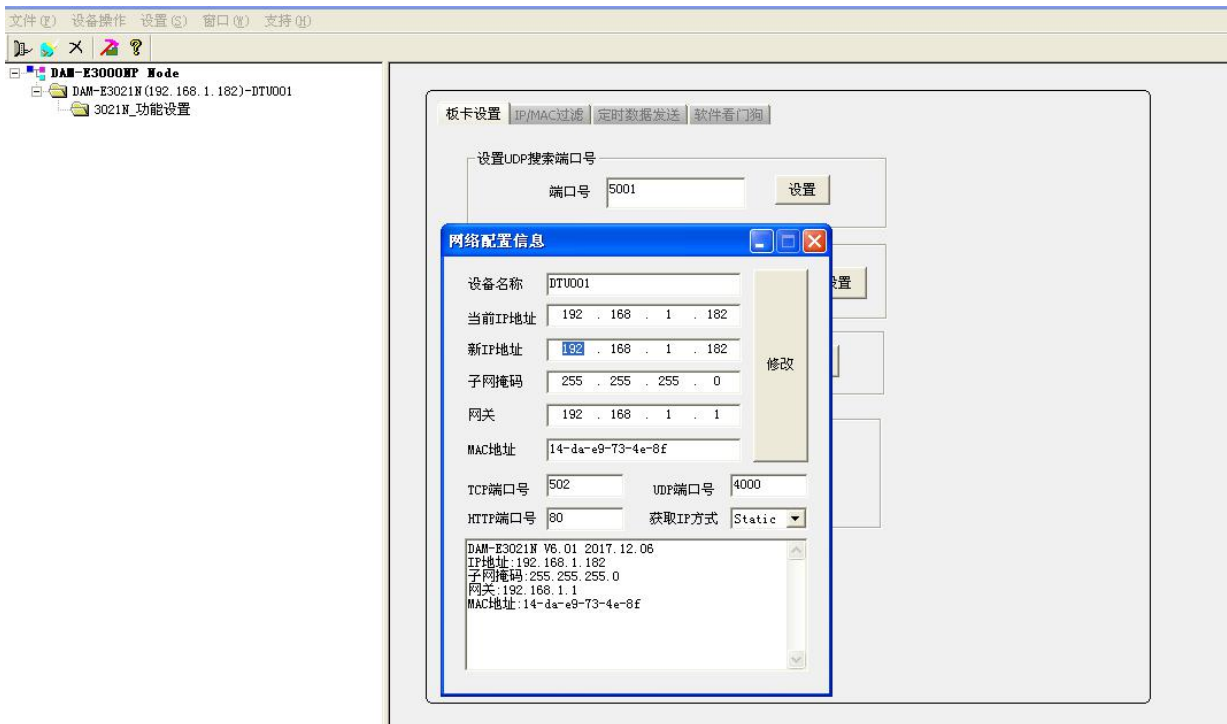 文件(F) 设备操作 设置(S) 窗口(W) 支持(H)
DAM-E3000NP Node
DAM-E3021N(192.168.1.182)-DTU001
3021N_功能设置
板卡设置 IP/MAC过滤 定时数据发送 软件看门狗
设置UDP搜索端口号
端口号 5001 设置
网络配置信息
设备名称 DTU001
当前IP地址 192 . 168 . 1 . 182
新IP地址 192 . 168 . 1 . 182
子网掩码 255 . 255 . 255 . 0
网关 192 . 168 . 1 . 1
MAC地址 14-da-e9-73-4e-8f
修改
设置
TCP端口号 502 UDP端口号 4000
HTTP端口号 80 获取IP方式 Static
DAM-E3021N V6.01 2017.12.06
IP地址:192.168.1.182
子网掩码:255.255.255.0
网关:192.168.1.1
MAC地址:14-da-e9-73-4e-8f